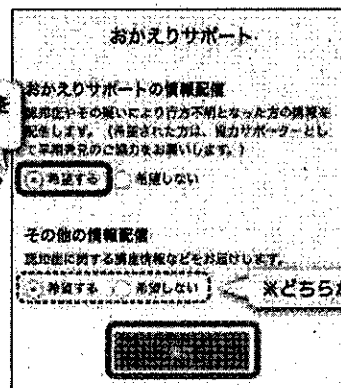 おかえりサポート
おかえりサポートの情報配信
認知症やその疑いにより行方不明となった方の情報を
配信します。（希望された方は、協力サポーターとし
て早期発見のご協力をお願いします。）
希望する 希望しない
その他の情報配信
認知症に関する講座情報などをお届けします。
希望する 希望しない
※どちらか